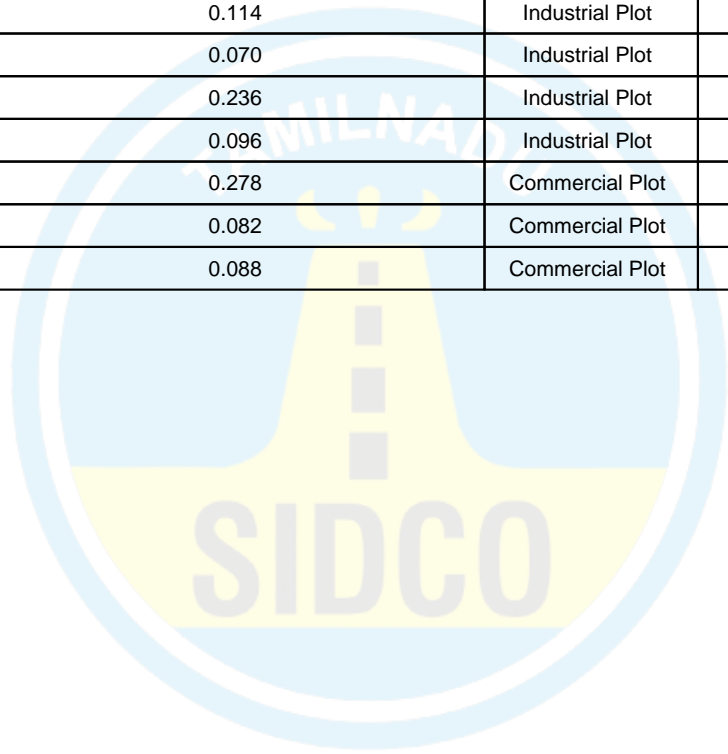 0.114 Industrial Plot
0.070 Industrial Plot
0.236 Industrial Plot
0.096 Industrial Plot
0.278 Commercial Plot
0.082 Commercial Plot
0.088 Commercial Plot
TAMILNADU
SIDCO